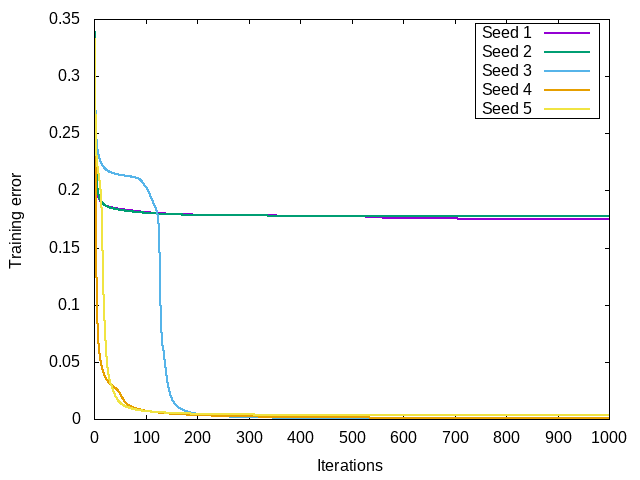 0.35
0.3
0.25
0.2
0.15
0.1
0.05
0
Training error
Seed 1
Seed 2
Seed 3
Seed 4
Seed 5
0 100 200 300 400 500 600 700 800 900 1000
Iterations